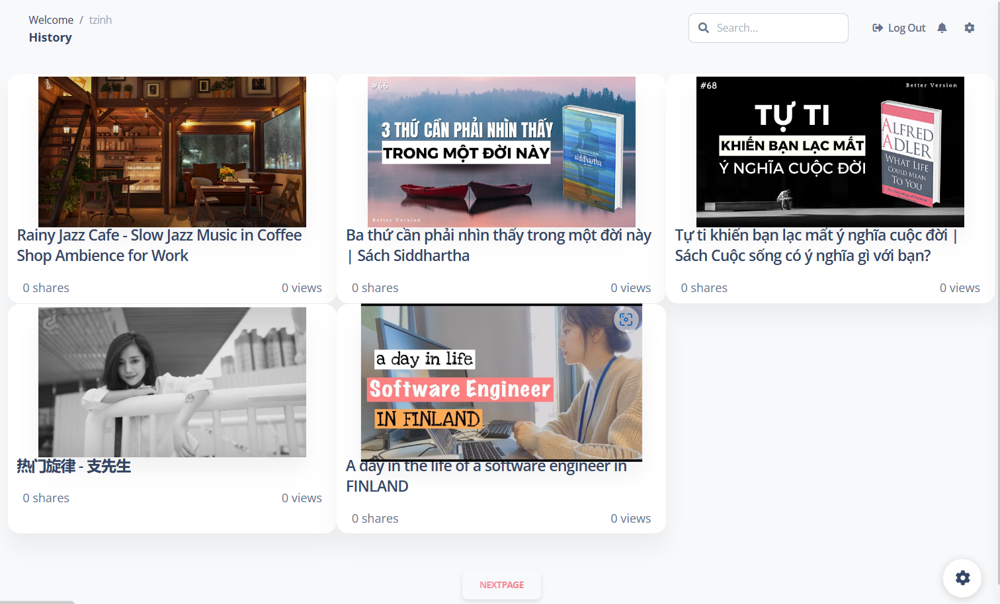 Welcome / tzinh
History
Search...
Log Out
#66
3 THỨ CẦN PHẢI NHÌN THẤY
TRONG MỘT ĐỜI NÀY
siddhartha
Better Version
#68
Better Version
TỰ TI
KHIẾN BẠN LẠC MẤT
Ý NGHĨA CUỘC ĐỜI
ALFRED
ADLER
WHAT LIFE
COULD MEAN
TO YOU
Rainy Jazz Cafe - Slow Jazz Music in Coffee
Shop Ambience for Work
0 shares
0 views
Ba thứ cần phải nhìn thấy trong một đời này
| Sách Siddhartha
0 shares
0 views
Tự ti khiến bạn lạc mất ý nghĩa cuộc đời |
Sách Cuộc sống có ý nghĩa gì với bạn?
0 shares
0 views
热门旋律 - 支先生
0 shares
0 views
a day in life
Software Engineer
IN FINLAND
A day in the life of a software engineer in
FINLAND
0 shares
0 views
NEXTPAGE